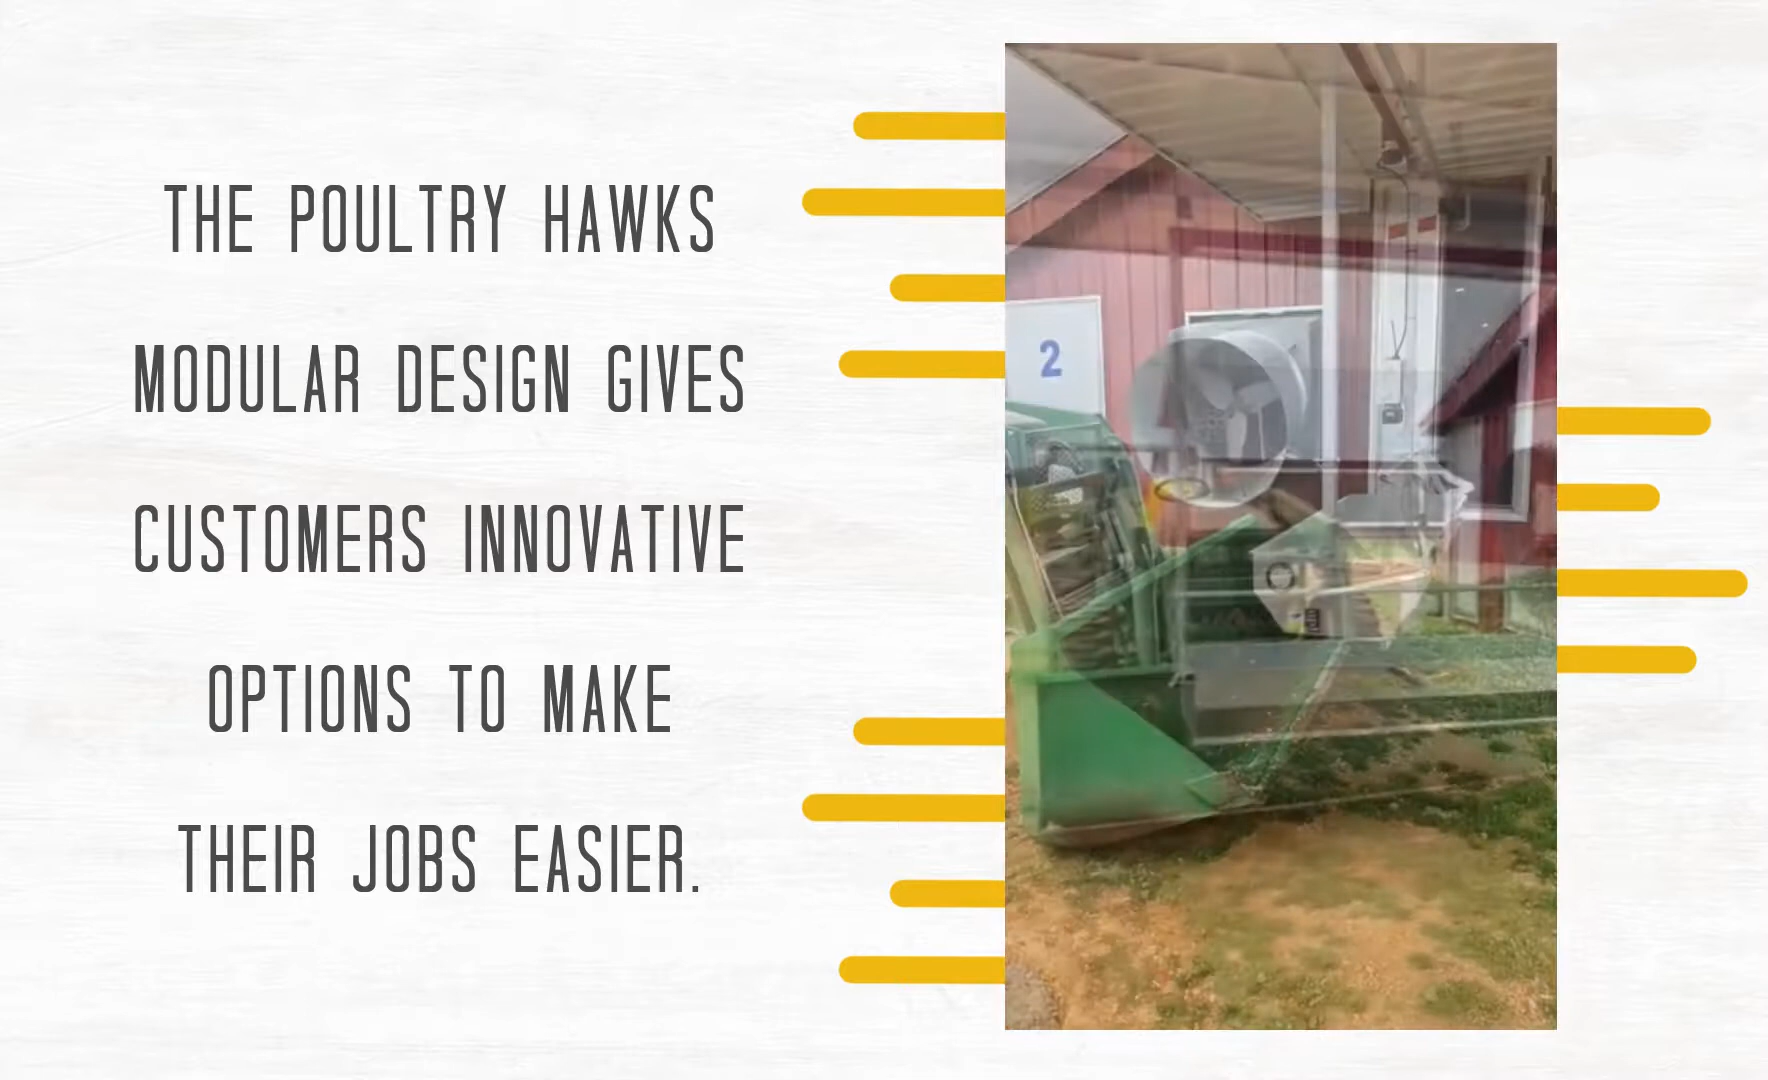 THE POULTRY HAWKS
MODULAR DESIGN GIVES
CUSTOMERS INNOVATIVE
OPTIONS TO MAKE
THEIR JOBS EASIER.
2